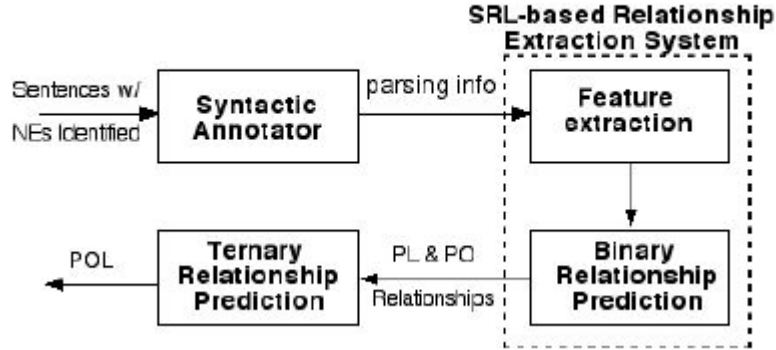 SRL-based Relationship
Extraction System
Sentences w/
NEs Identified
Syntactic
Annotator
parsing info
Feature
extraction
POL
Ternary
Relationship
Prediction
PL & PO
Relationships
Binary
Relationship
Prediction